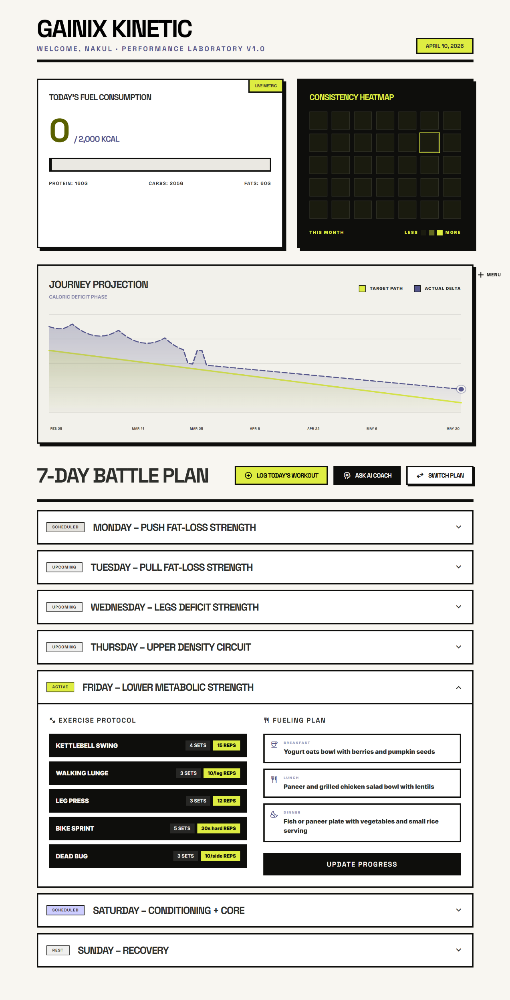 GAINIX KINETIC
WELCOME, NAKUL · PERFORMANCE LABORATORY V1.0
APRIL 10, 2026
LIVE METRIC
TODAY'S FUEL CONSUMPTION
0 / 2,000 KCAL
PROTEIN: 160G
CARBS: 205G
FATS: 60G
CONSISTENCY HEATMAP
THIS MONTH
LESS
MORE
MENU
JOURNEY PROJECTION
CALORIC DEFICIT PHASE
TARGET PATH
ACTUAL DELTA
FEB 25
MAR 11
MAR 25
APR 8
APR 22
MAY 6
MAY 20
7-DAY BATTLE PLAN
LOG TODAY'S WORKOUT
ASK AI COACH
SWITCH PLAN
SCHEDULED
MONDAY – PUSH FAT-LOSS STRENGTH
UPCOMING
TUESDAY – PULL FAT-LOSS STRENGTH
UPCOMING
WEDNESDAY – LEGS DEFICIT STRENGTH
UPCOMING
THURSDAY – UPPER DENSITY CIRCUIT
ACTIVE
FRIDAY – LOWER METABOLIC STRENGTH
EXERCISE PROTOCOL
KETTLEBELL SWING
4 SETS
15 REPS
WALKING LUNGE
3 SETS
10/leg REPS
LEG PRESS
3 SETS
12 REPS
BIKE SPRINT
5 SETS
20s hard REPS
DEAD BUG
3 SETS
10/side REPS
FUELING PLAN
BREAKFAST
Yogurt oats bowl with berries and pumpkin seeds
LUNCH
Paneer and grilled chicken salad bowl with lentils
DINNER
Fish or paneer plate with vegetables and small rice
serving
UPDATE PROGRESS
SCHEDULED
SATURDAY – CONDITIONING + CORE
REST
SUNDAY – RECOVERY